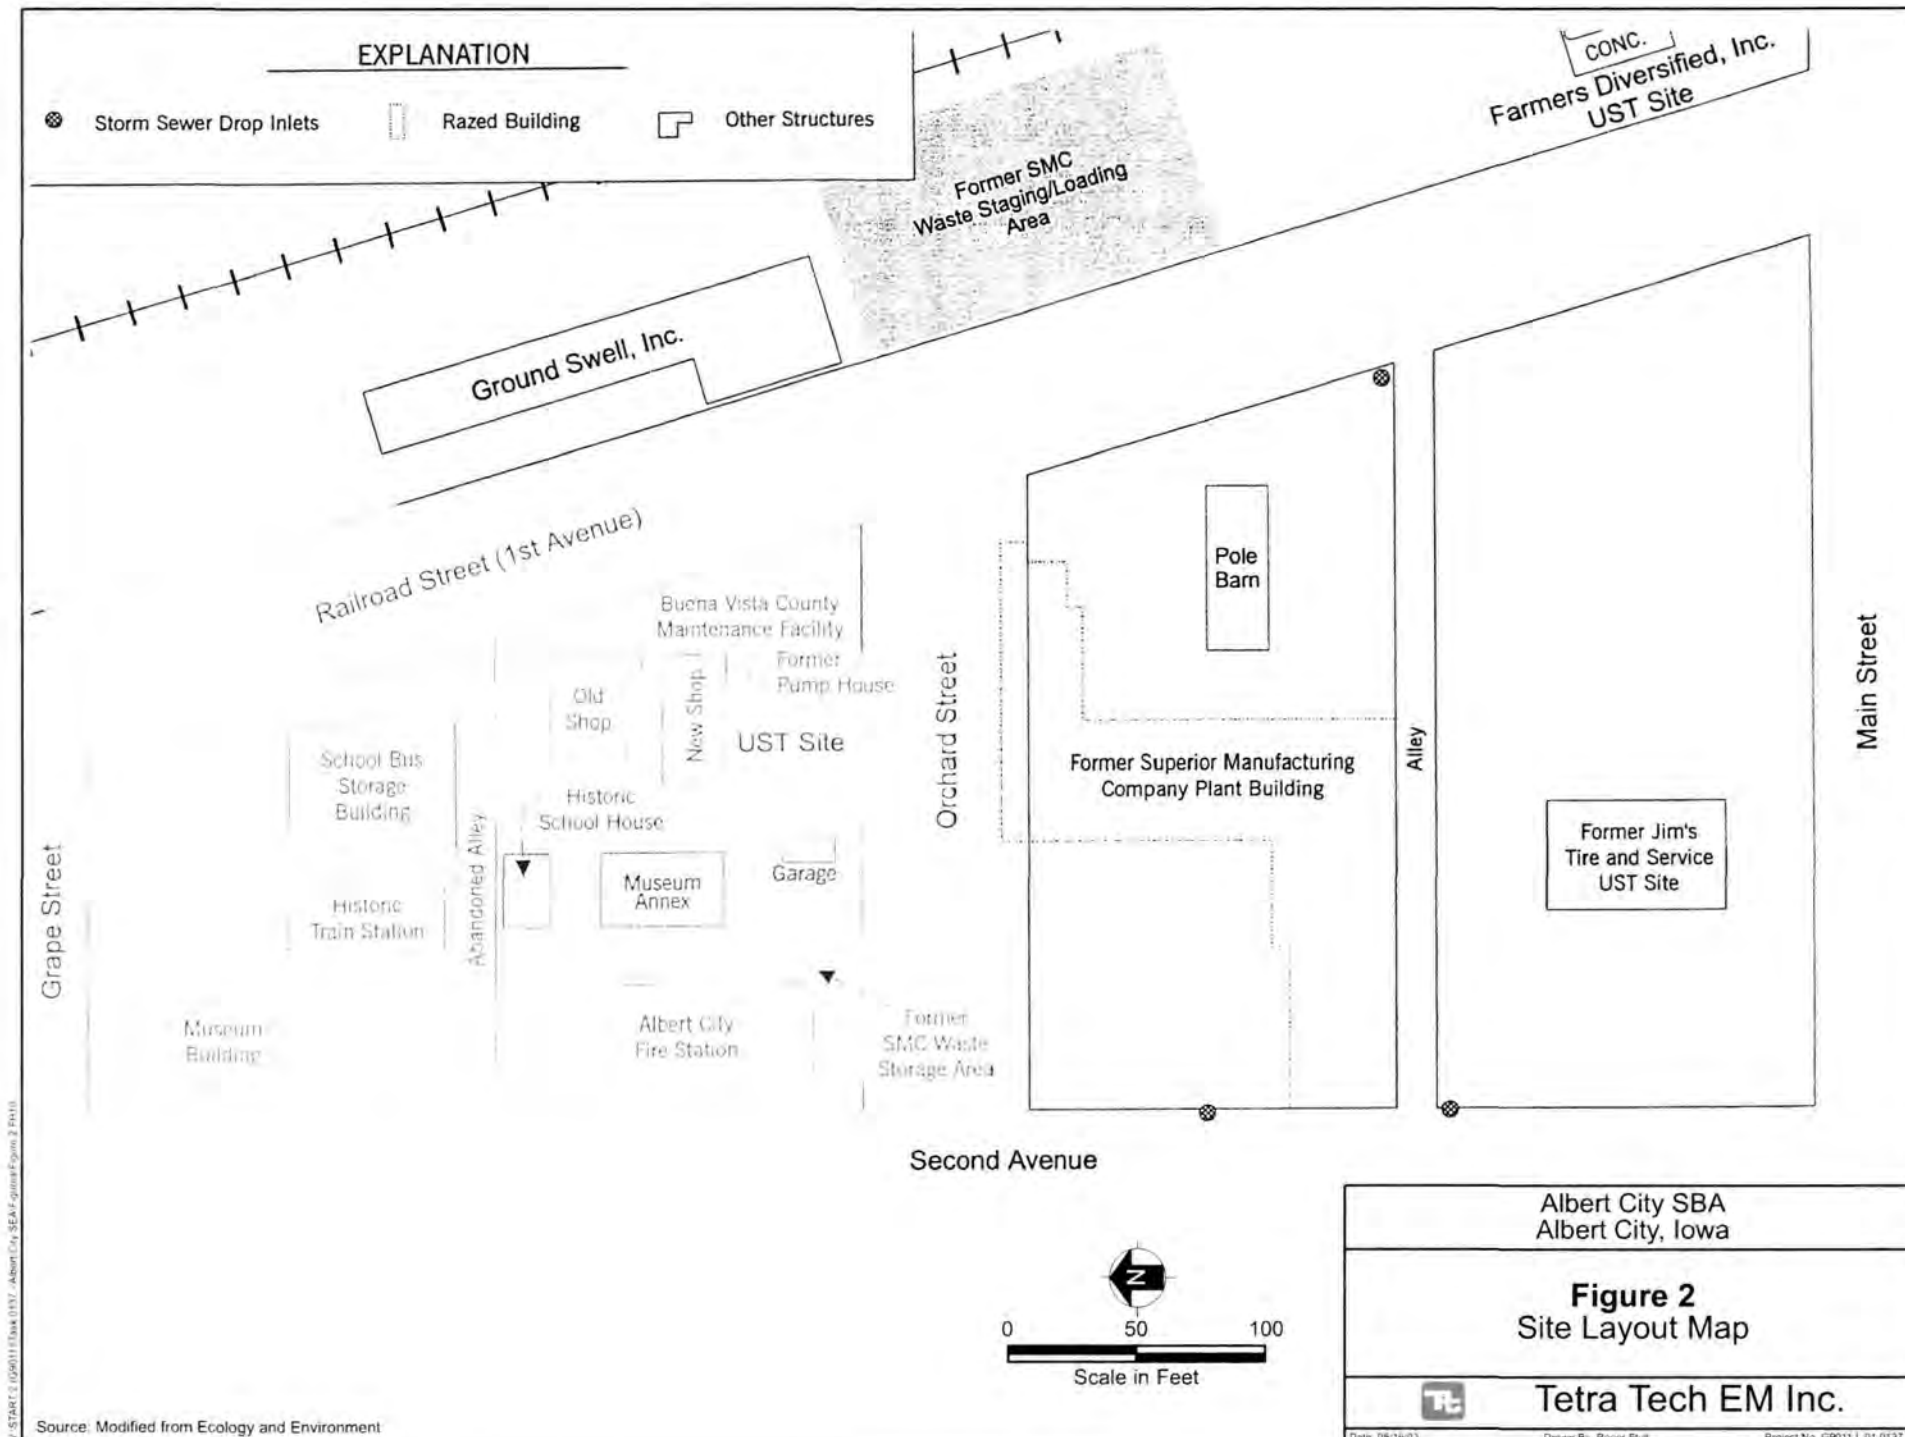 EXPLANATION
Storm Sewer Drop Inlets
Razed Building
Other Structures
CONC.
Farmers Diversified, Inc.
UST Site
Former SMC
Waste Staging/Loading
Area
Ground Swell, Inc.
Railroad Street (1st Avenue)
Buena Vista County
Maintenance Facility
Former
Pump House
Old
Shop
New Shop
UST Site
School Bus
Storage
Building
Historic
School House
Abandoned Alley
Museum
Annex
Garage
Historic
Train Station
Grape Street
Museum
Building
Albert City
Fire Station
Former
SMC Waste
Storage Area
Orchard Street
Pole
Barn
Former Superior Manufacturing
Company Plant Building
Alley
Former Jim's
Tire and Service
UST Site
Main Street
Second Avenue
N
0 50 100
Scale in Feet
Albert City SBA
Albert City, Iowa
Figure 2
Site Layout Map
Tt
Tetra Tech EM Inc.
Source: Modified from Ecology and Environment